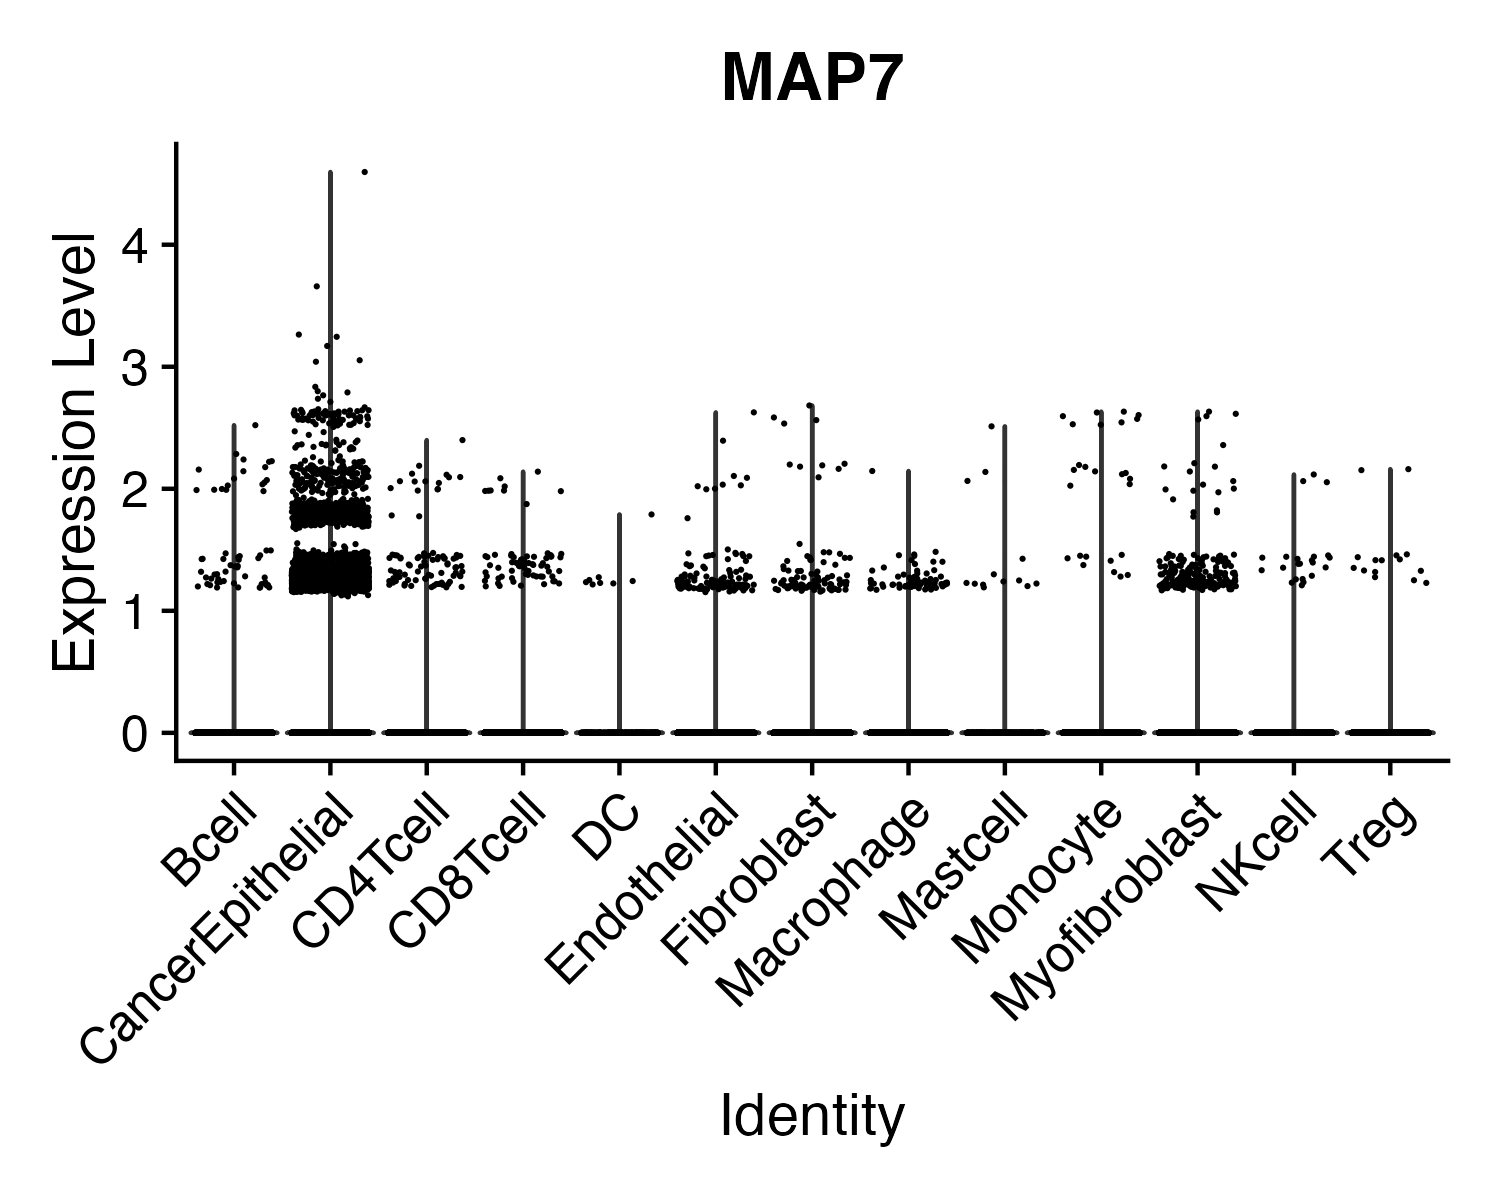 MAP7
Expression Level
4
3
2
1
0
Bcell
CancerEpithelial
CD4Tcell
CD8Tcell
DC
Endothelial
Fibroblast
Macrophage
Mastcell
Monocyte
Myofibroblast
NKcell
Treg
Identity